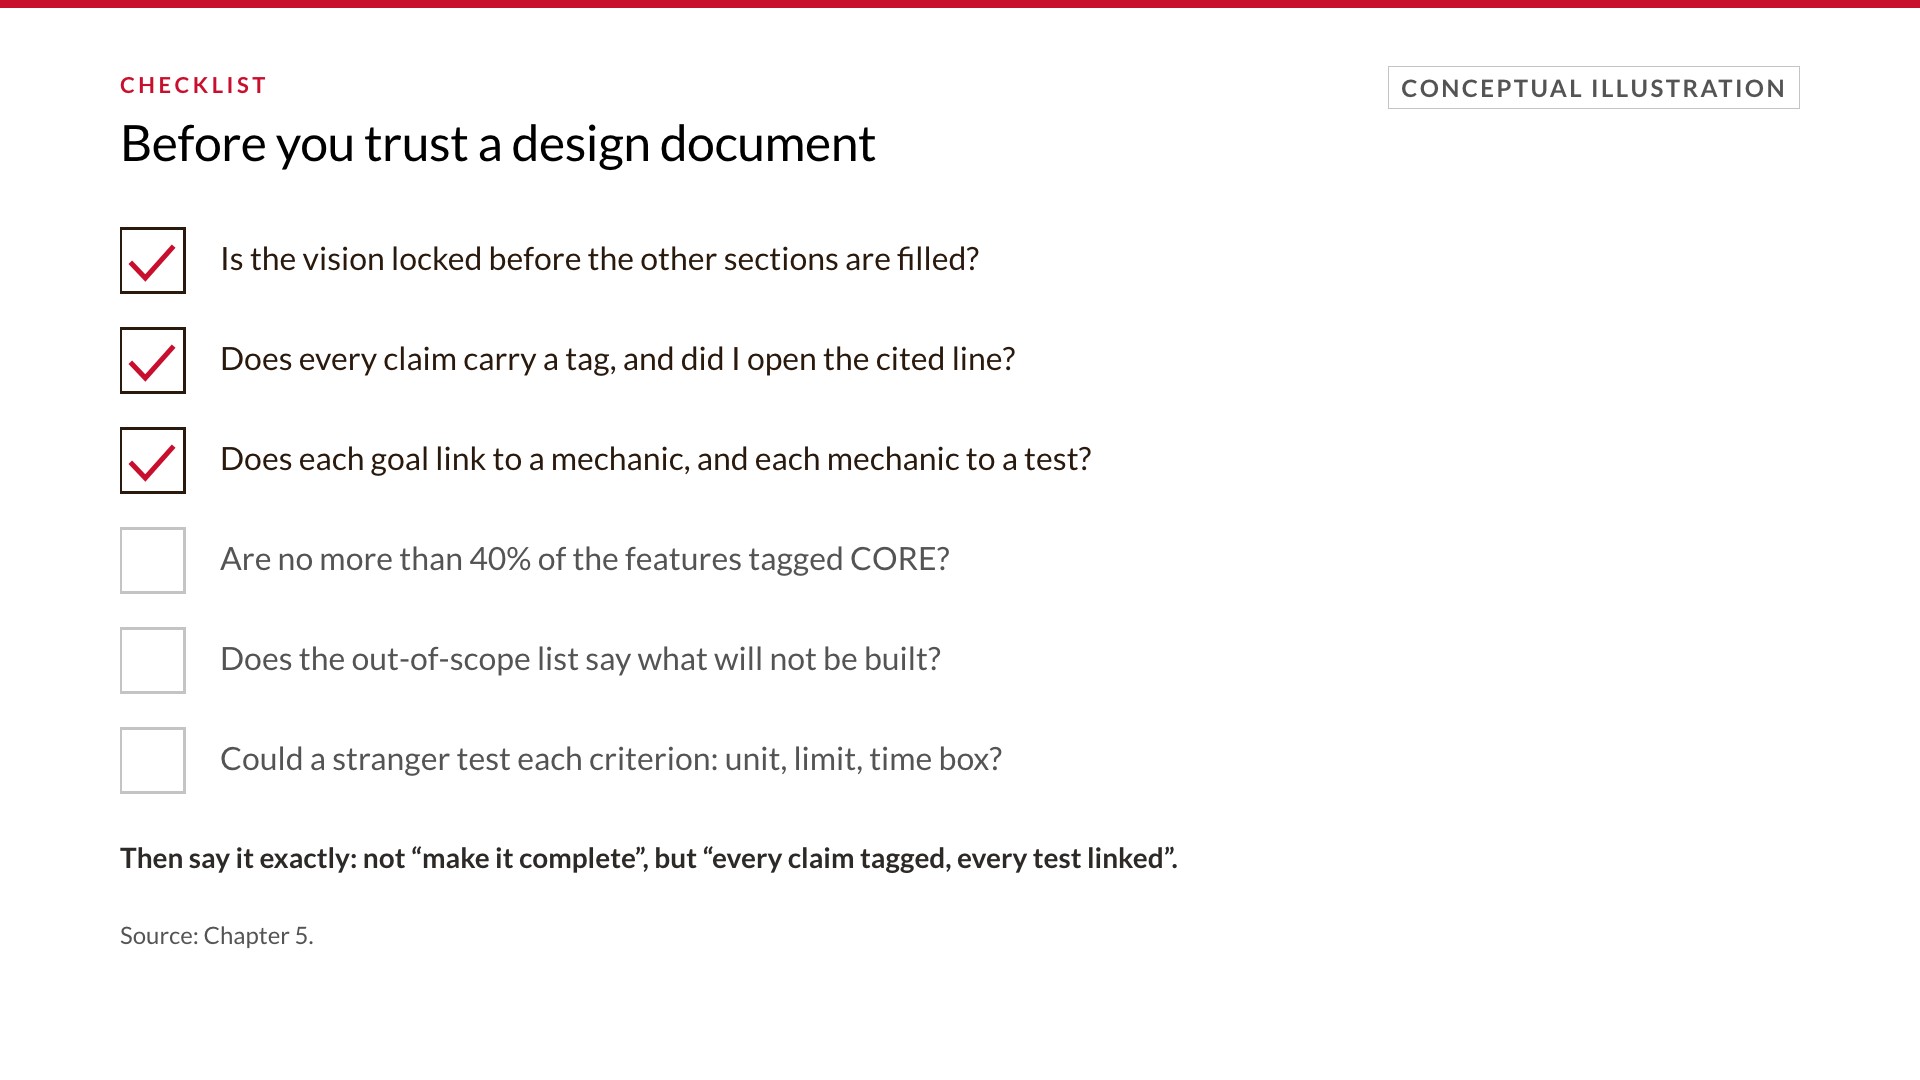 CHECKLIST
CONCEPTUAL ILLUSTRATION
Before you trust a design document
Is the vision locked before the other sections are filled?
Does every claim carry a tag, and did I open the cited line?
Does each goal link to a mechanic, and each mechanic to a test?
Are no more than 40% of the features tagged CORE?
Does the out-of-scope list say what will not be built?
Could a stranger test each criterion: unit, limit, time box?
Then say it exactly: not “make it complete”, but “every claim tagged, every test linked”.
Source: Chapter 5.